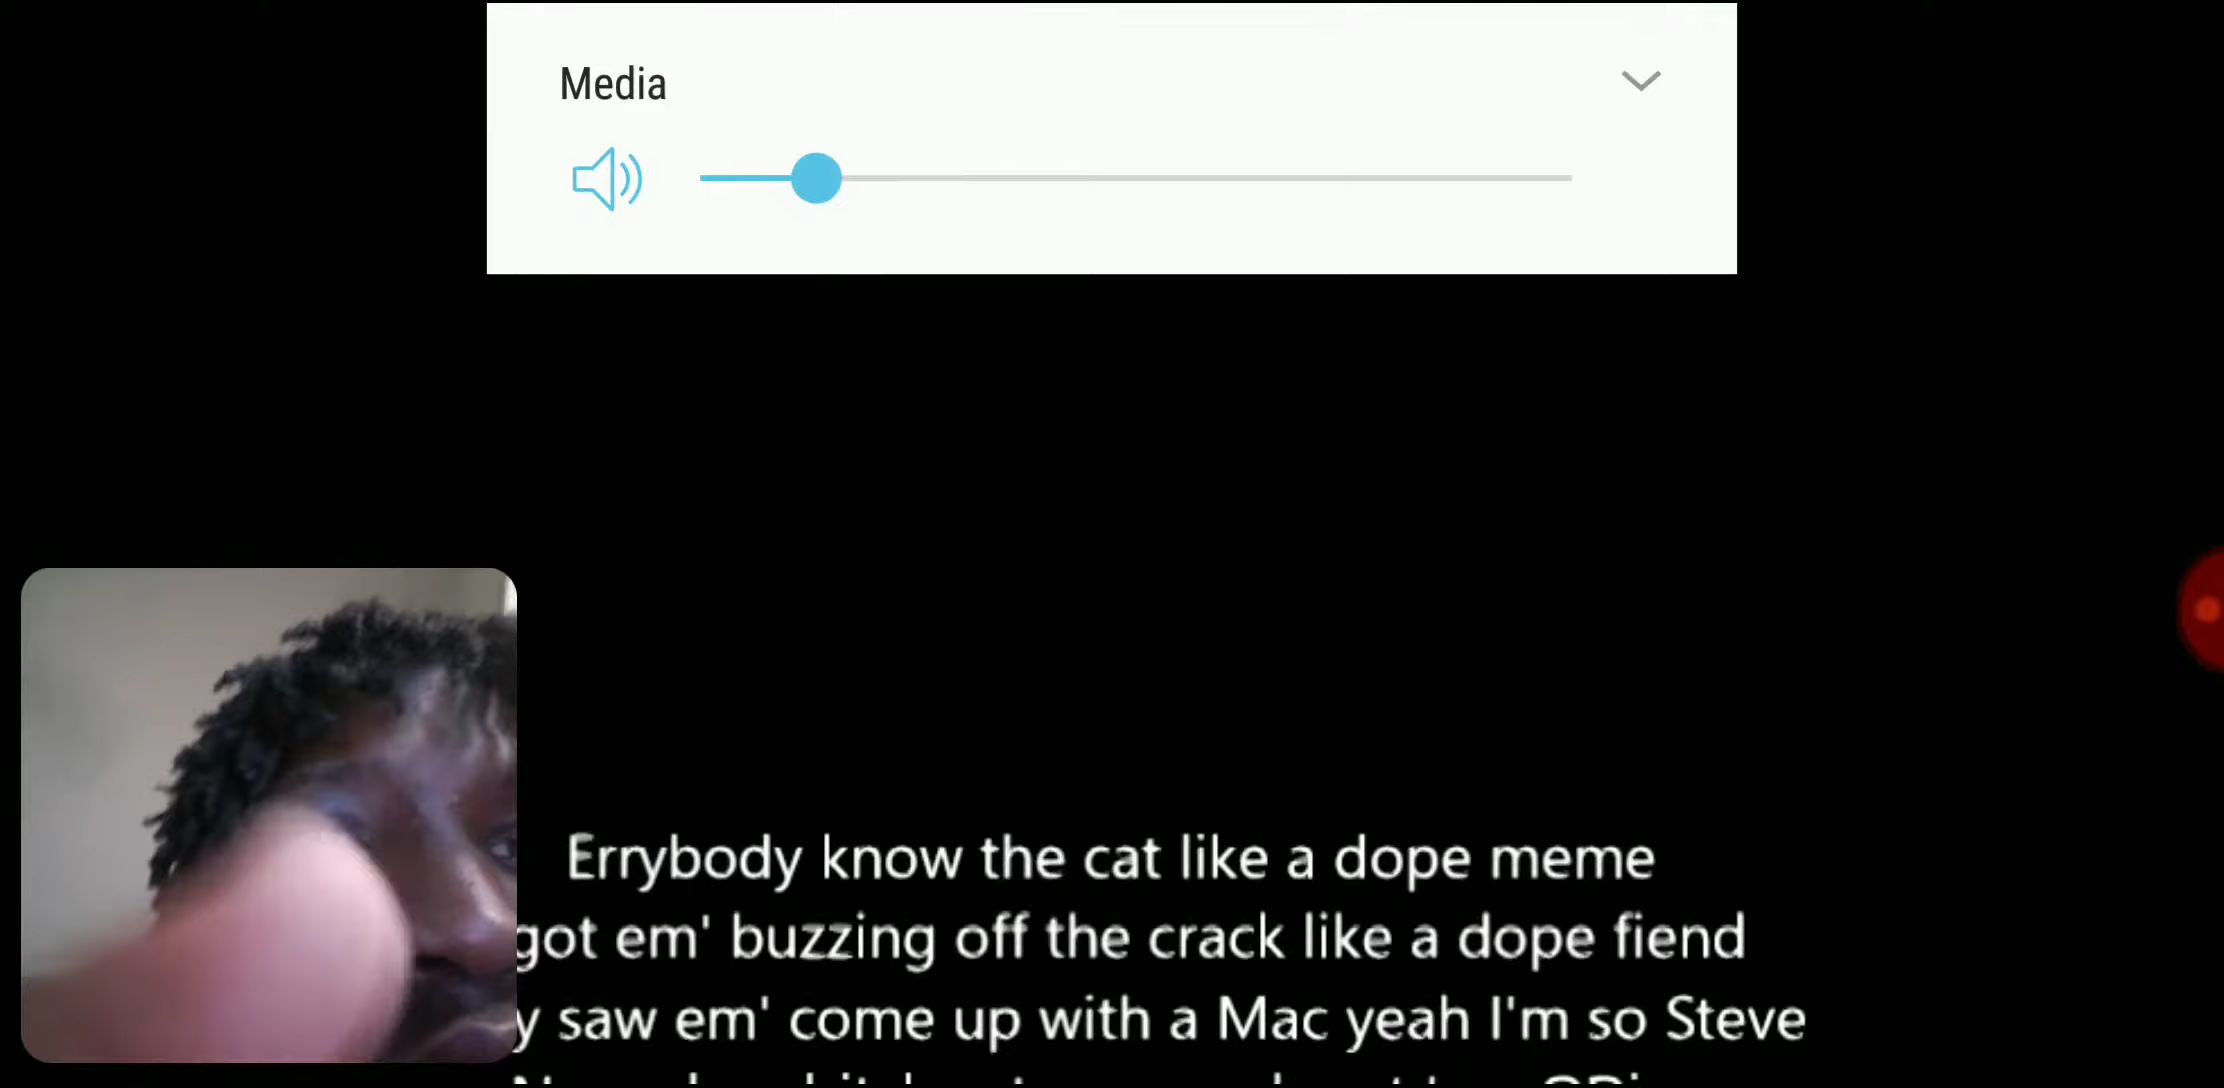 Media
Errybody know the cat like a dope meme
got em' buzzing off the crack like a dope fiend
y saw em' come up with a Mac yeah I'm so Steve